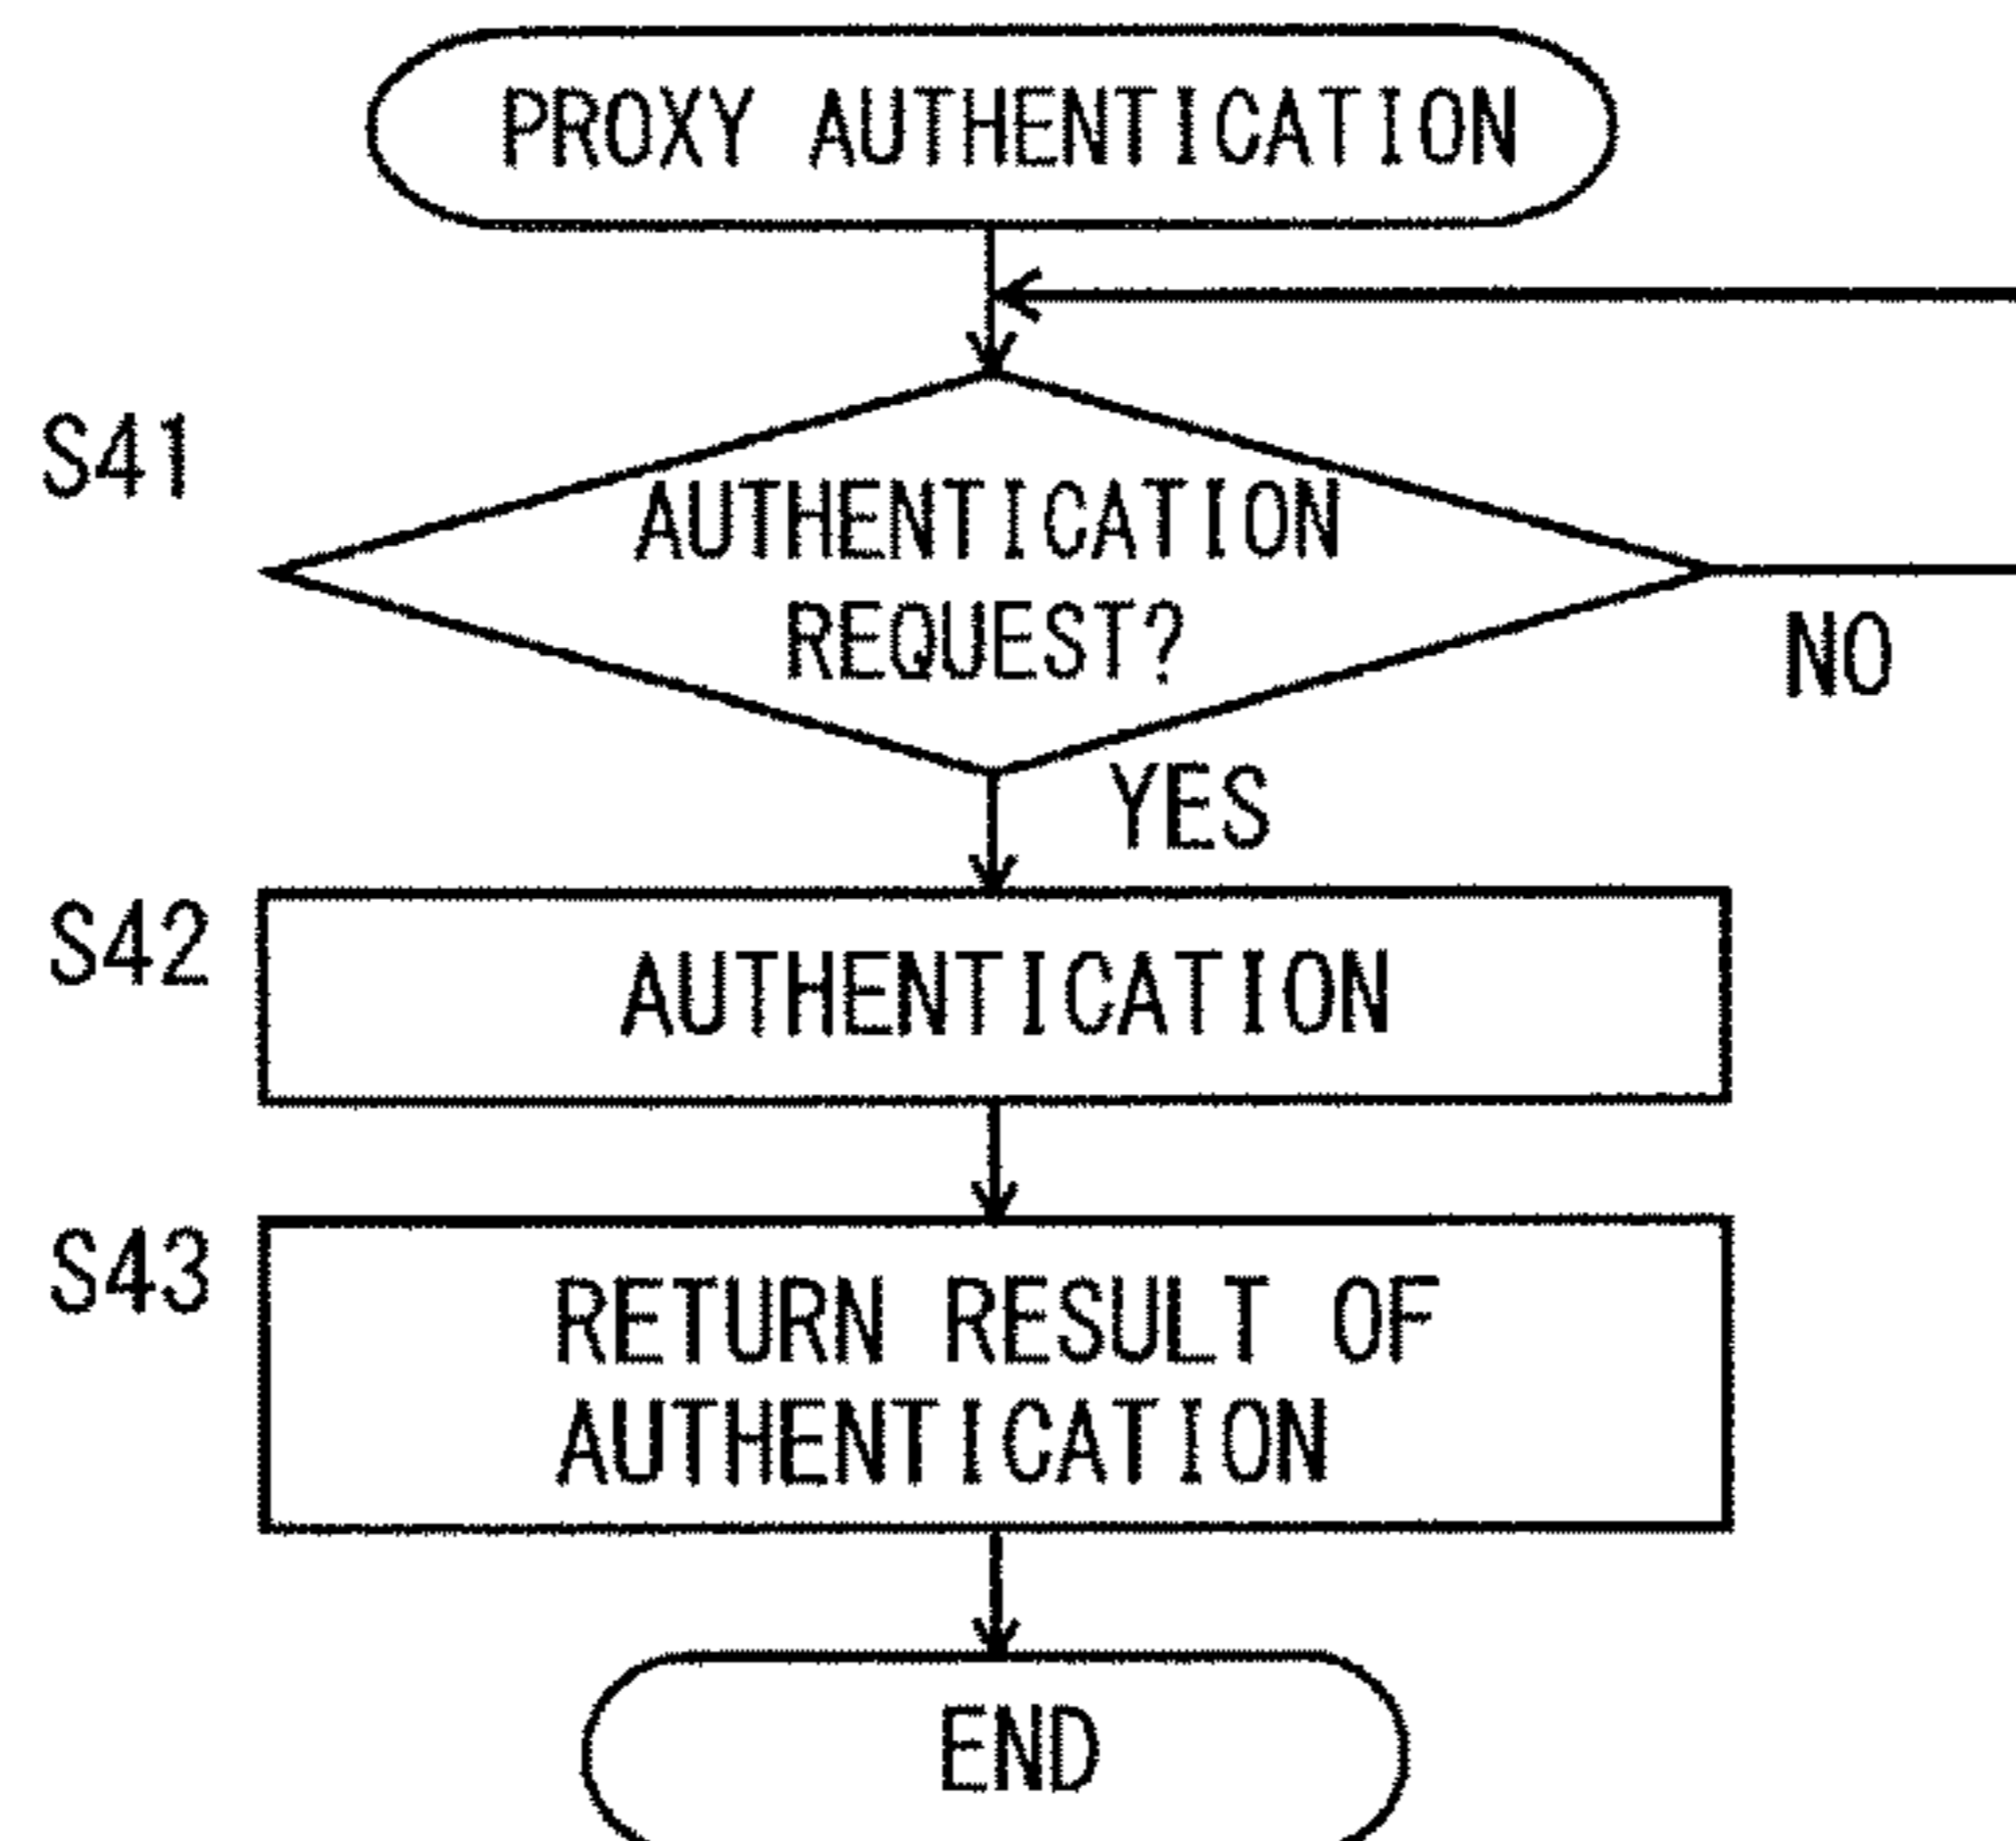 PROXY AUTHENTICATION
S41
AUTHENTICATION
REQUEST?
NO
YES
S42
AUTHENTICATION
S43
RETURN RESULT OF
AUTHENTICATION
END